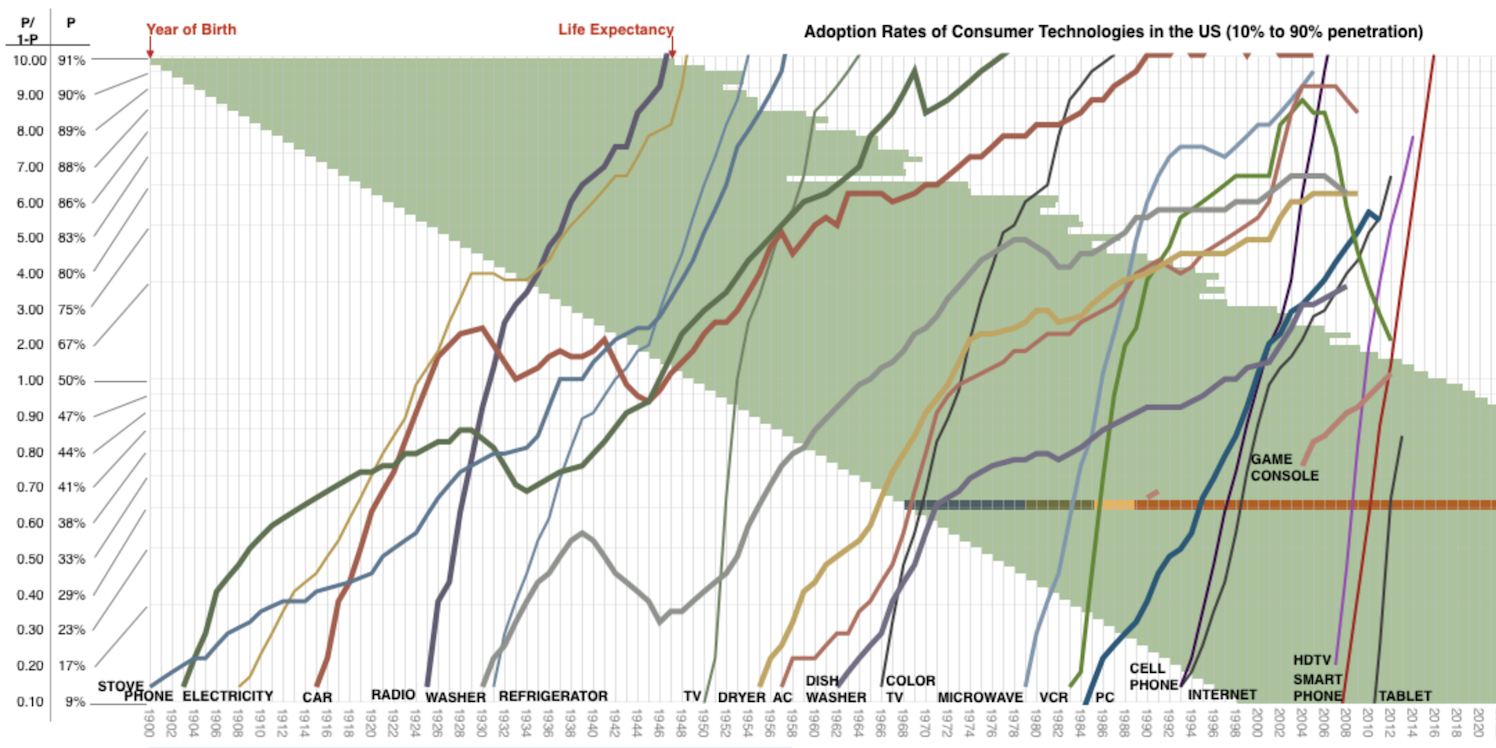 P/
1-P
P
Year of Birth
Life Expectancy
Adoption Rates of Consumer Technologies in the US (10% to 90% penetration)
10.00 91%
9.00 90%
8.00 89%
7.00 88%
6.00 86%
5.00 83%
4.00 80%
3.00 75%
2.00 67%
1.00 50%
0.90 47%
0.80 44%
0.70 41%
0.60 38%
0.50 33%
0.40 29%
0.30 23%
0.20 17%
0.10 9%
GAME
CONSOLE
STOVE
PHONE
ELECTRICITY
CAR
RADIO
WASHER
REFRIGERATOR
TV
DRYER
AC
DISH
WASHER
COLOR
TV
MICROWAVE
VCR
PC
CELL
PHONE
INTERNET
HDTV
SMART
PHONE
TABLET
1900 1902 1904 1906 1908 1910 1912 1914 1916 1918 1920 1922 1924 1926 1928 1930 1932 1934 1936 1938 1940 1942 1944 1946 1948 1950 1952 1954 1956 1958 1960 1962 1964 1966 1968 1970 1972 1974 1976 1978 1980 1982 1984 1986 1988 1990 1992 1994 1996 1998 2000 2002 2004 2006 2008 2010 2012 2014 2016 2018 2020